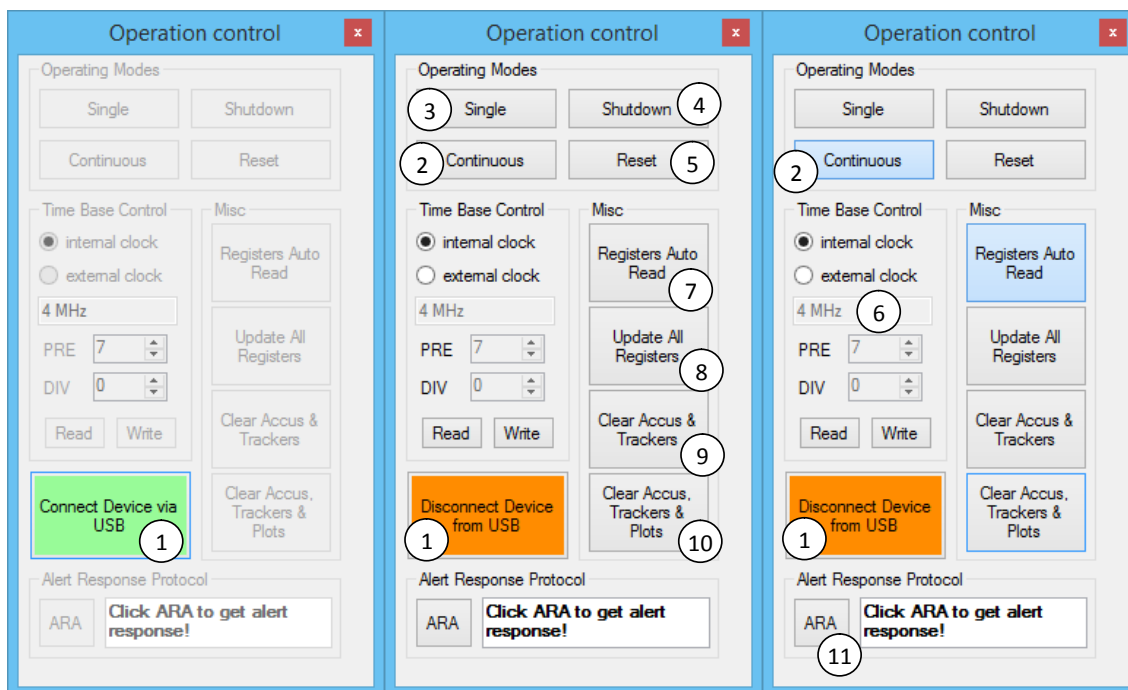 Operation control
x
Operating Modes
Single
Shutdown
Continuous
Reset
Time Base Control
internal clock
external clock
4 MHz
PRE
7
DIV
0
Read
Write
Misc
Registers Auto
Read
Update All
Registers
Clear Accus &
Trackers
Clear Accus,
Trackers &
Plots
Connect Device via
USB
1
Alert Response Protocol
ARA
Click ARA to get alert
response!
Operation control
x
Operating Modes
3
Single
Shutdown
4
2
Continuous
Reset
5
Time Base Control
internal clock
external clock
4 MHz
PRE
7
DIV
0
Read
Write
Misc
Registers Auto
Read
7
Update All
Registers
8
Clear Accus &
Trackers
9
Clear Accus,
Trackers &
Plots
10
Disconnect Device
from USB
1
Alert Response Protocol
ARA
Click ARA to get alert
response!
Operation control
x
Operating Modes
Single
Shutdown
2
Continuous
Reset
Time Base Control
internal clock
external clock
4 MHz
6
PRE
7
DIV
0
Read
Write
Misc
Registers Auto
Read
Update All
Registers
Clear Accus &
Trackers
Clear Accus,
Trackers &
Plots
Disconnect Device
from USB
1
Alert Response Protocol
ARA
Click ARA to get alert
response!
11